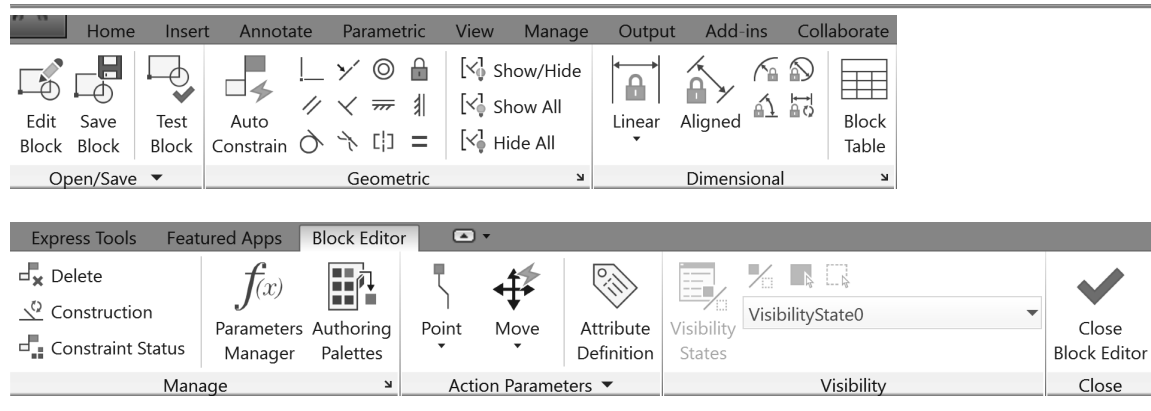 Home Insert Annotate Parametric View Manage Output Add-ins Collaborate
Show/Hide
Show All
Edit Save Test Auto Linear Aligned Block
Block Block Block Constrain Hide All Table
Open/Save Geometric Dimensional
Express Tools Featured Apps Block Editor
Delete f(x)
Construction VisibilityState0
Parameters Authoring Point Move Attribute Visibility Close
Constraint Status Manager Palettes Definition States Block Editor
Manage Action Parameters Visibility Close